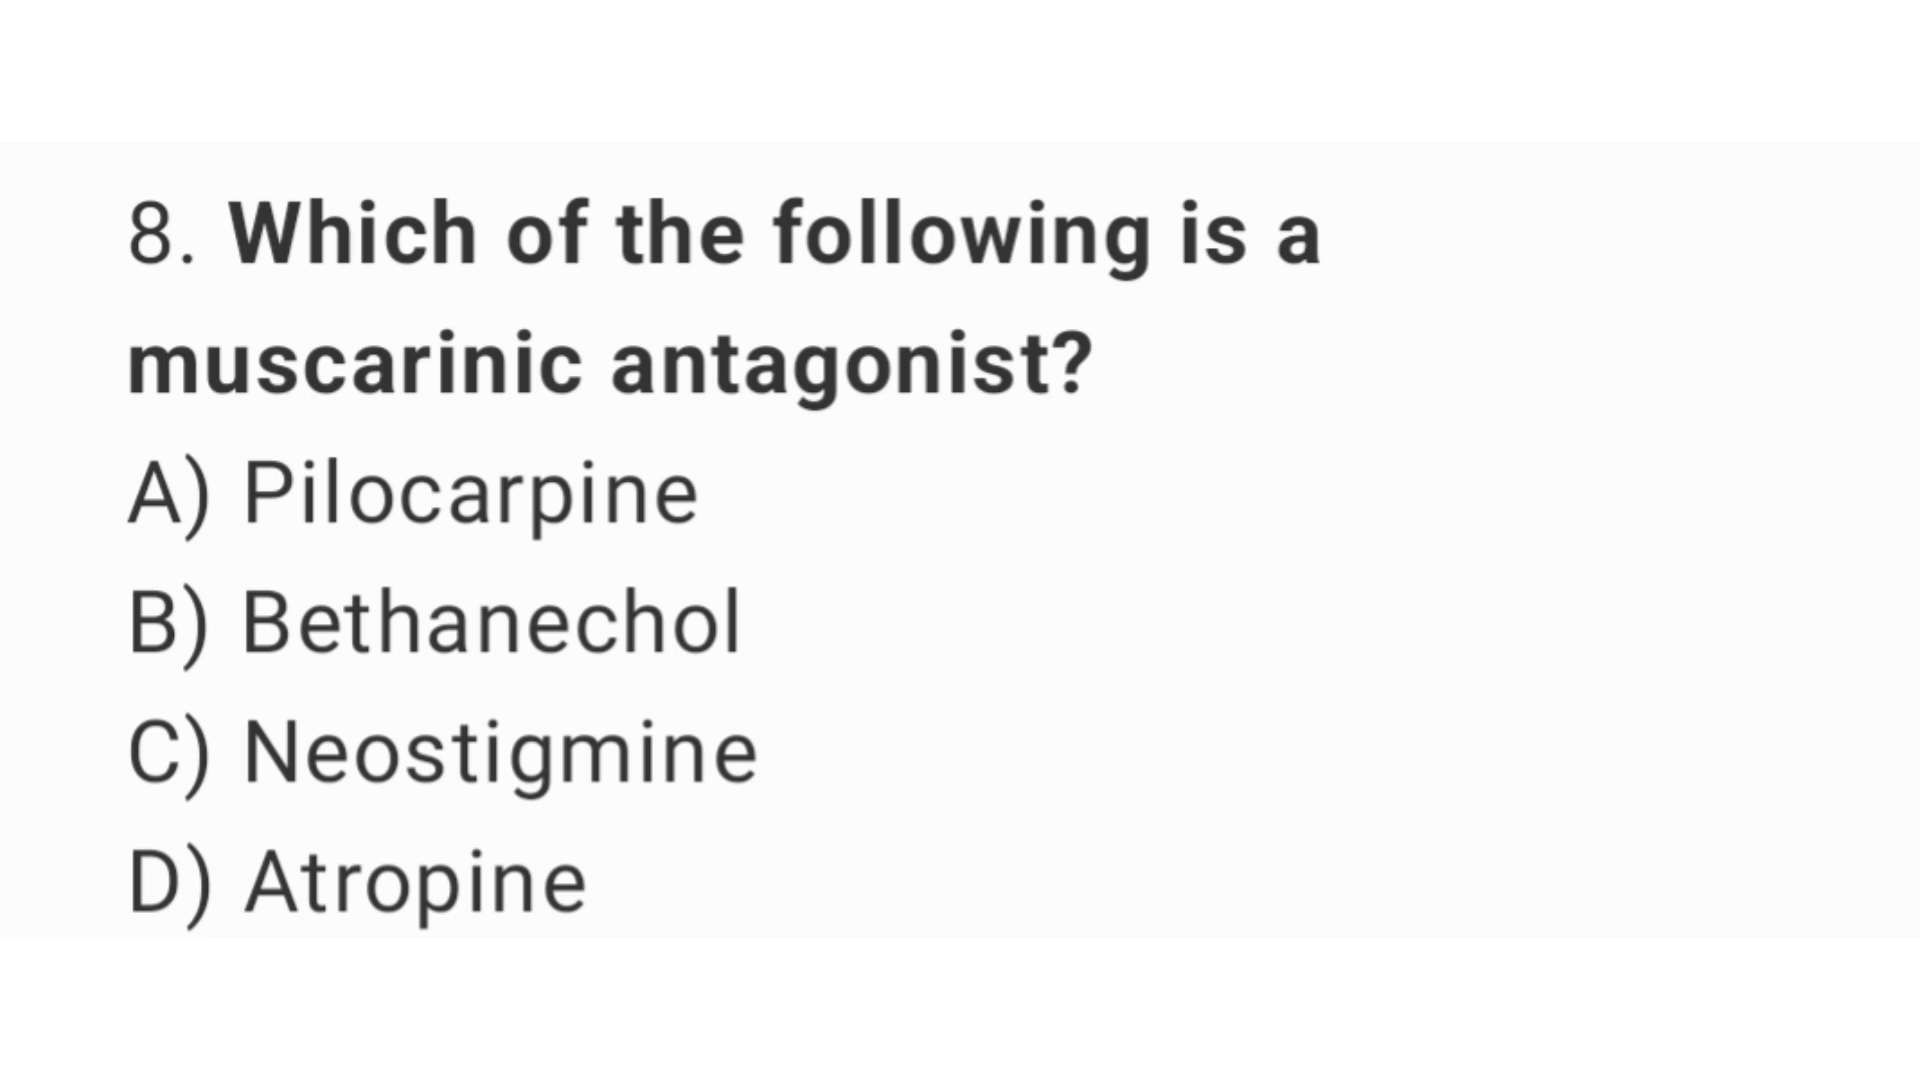 8. Which of the following is a
muscarinic antagonist?
A) Pilocarpine
B) Bethanechol
C) Neostigmine
D) Atropine